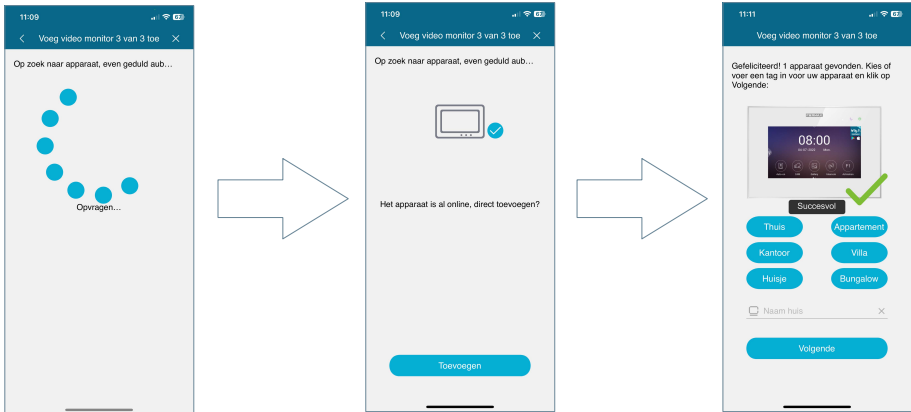 11:09
Voeg video monitor 3 van 3 toe
Op zoek naar apparaat, even geduld aub...
Opvragen...
11:09
Voeg video monitor 3 van 3 toe
Op zoek naar apparaat, even geduld aub...
Het apparaat is al online, direct toevoegen?
Toevoegen
11:11
Voeg video monitor 3 van 3 toe
Gefeliciteerd! 1 apparaat gevonden. Kies of
voer een tag in voor uw apparaat en klik op
Volgende:
08:00
Succesvol
Thuis
Appartement
Kantoor
Villa
Huisje
Bungalow
Naam huis
Volgende